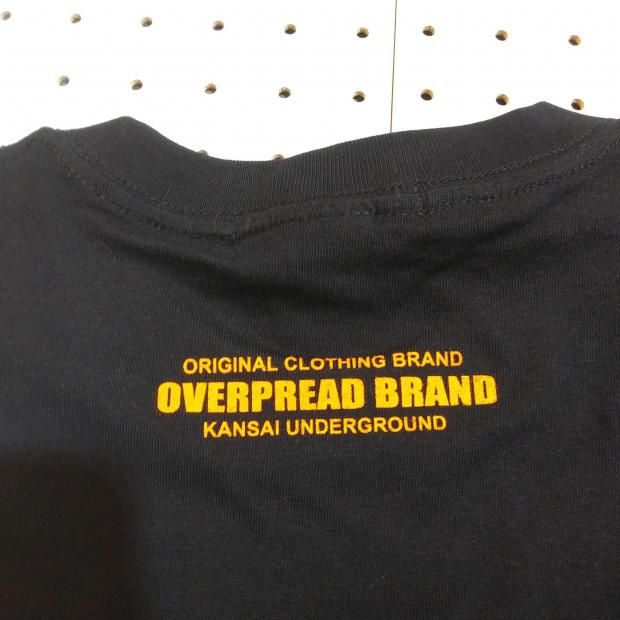 ORIGINAL CLOTHING BRAND
OVERPREAD BRAND
KANSAI UNDERGROUND